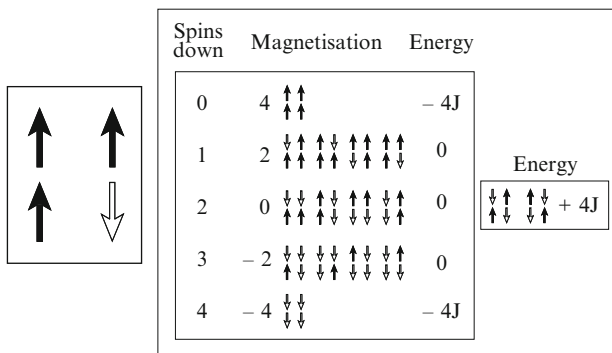 Spins down Magnetisation Energy
0 4 − 4J
1 2 0
2 0 0
3 − 2 0
4 − 4 − 4J
Energy
+ 4J